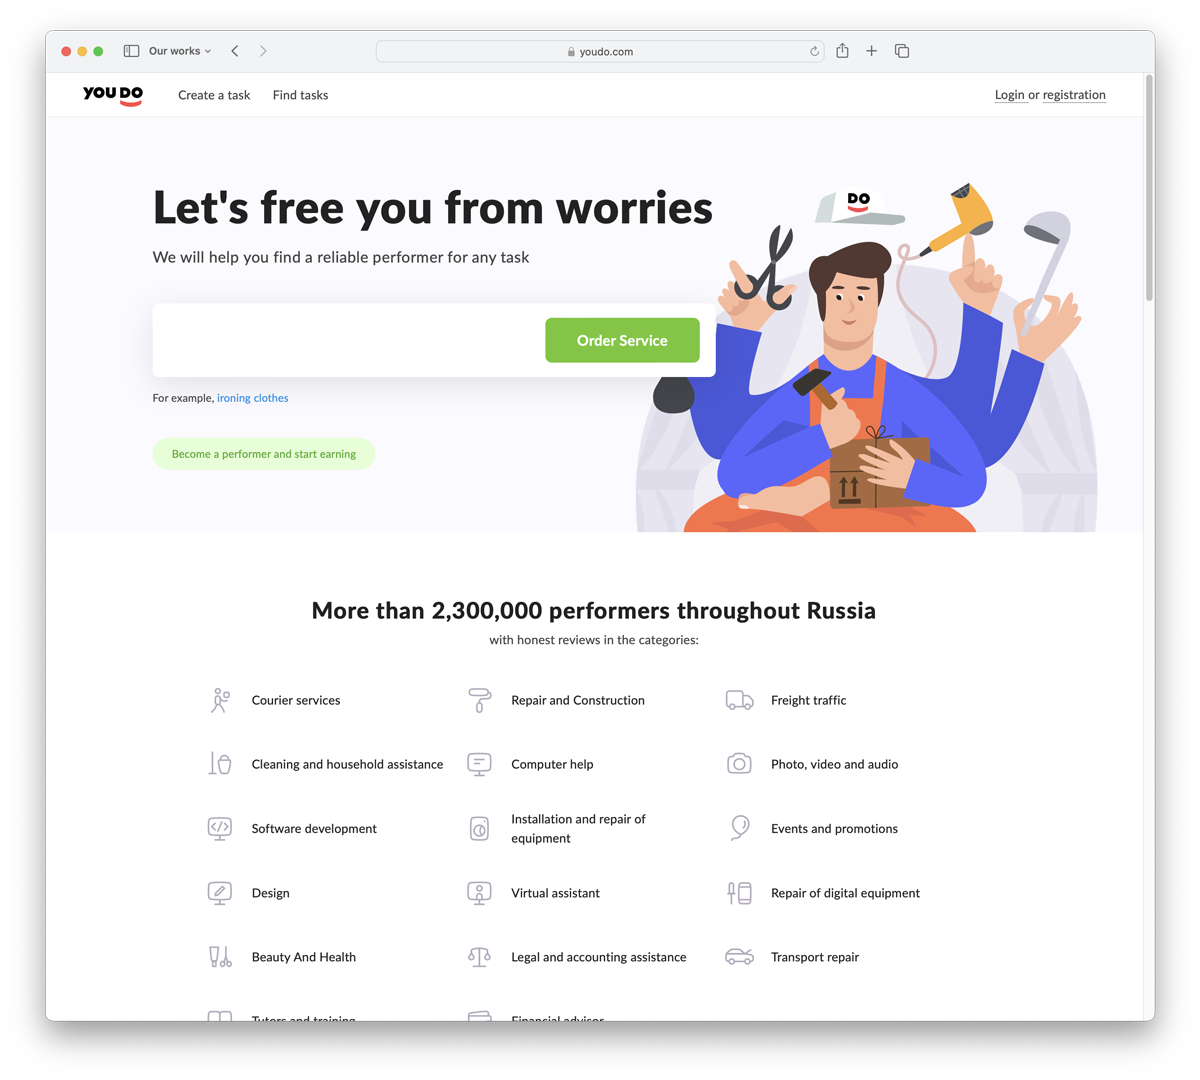 Our works
youdo.com
YOU DO
Create a task
Find tasks
Login or registration
DO
Let's free you from worries
We will help you find a reliable performer for any task
Order Service
For example, ironing clothes
Become a performer and start earning
More than 2,300,000 performers throughout Russia
with honest reviews in the categories:
Courier services
Repair and Construction
Freight traffic
Cleaning and household assistance
Computer help
Photo, video and audio
Software development
Installation and repair of
equipment
Events and promotions
Design
Virtual assistant
Repair of digital equipment
Beauty And Health
Legal and accounting assistance
Transport repair
Tutors and training
Financial advisor